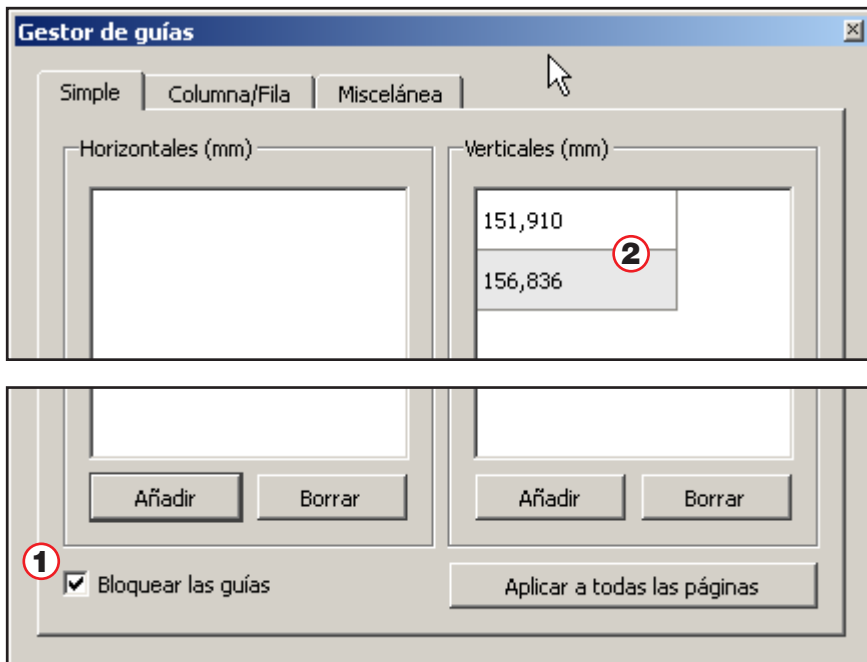 Gestor de guías
Simple Columna/Fila Miscelánea
Horizontales (mm) Verticales (mm)
151,910
2
156,836
Añadir Borrar Añadir Borrar
1
Bloquear las guías Aplicar a todas las páginas